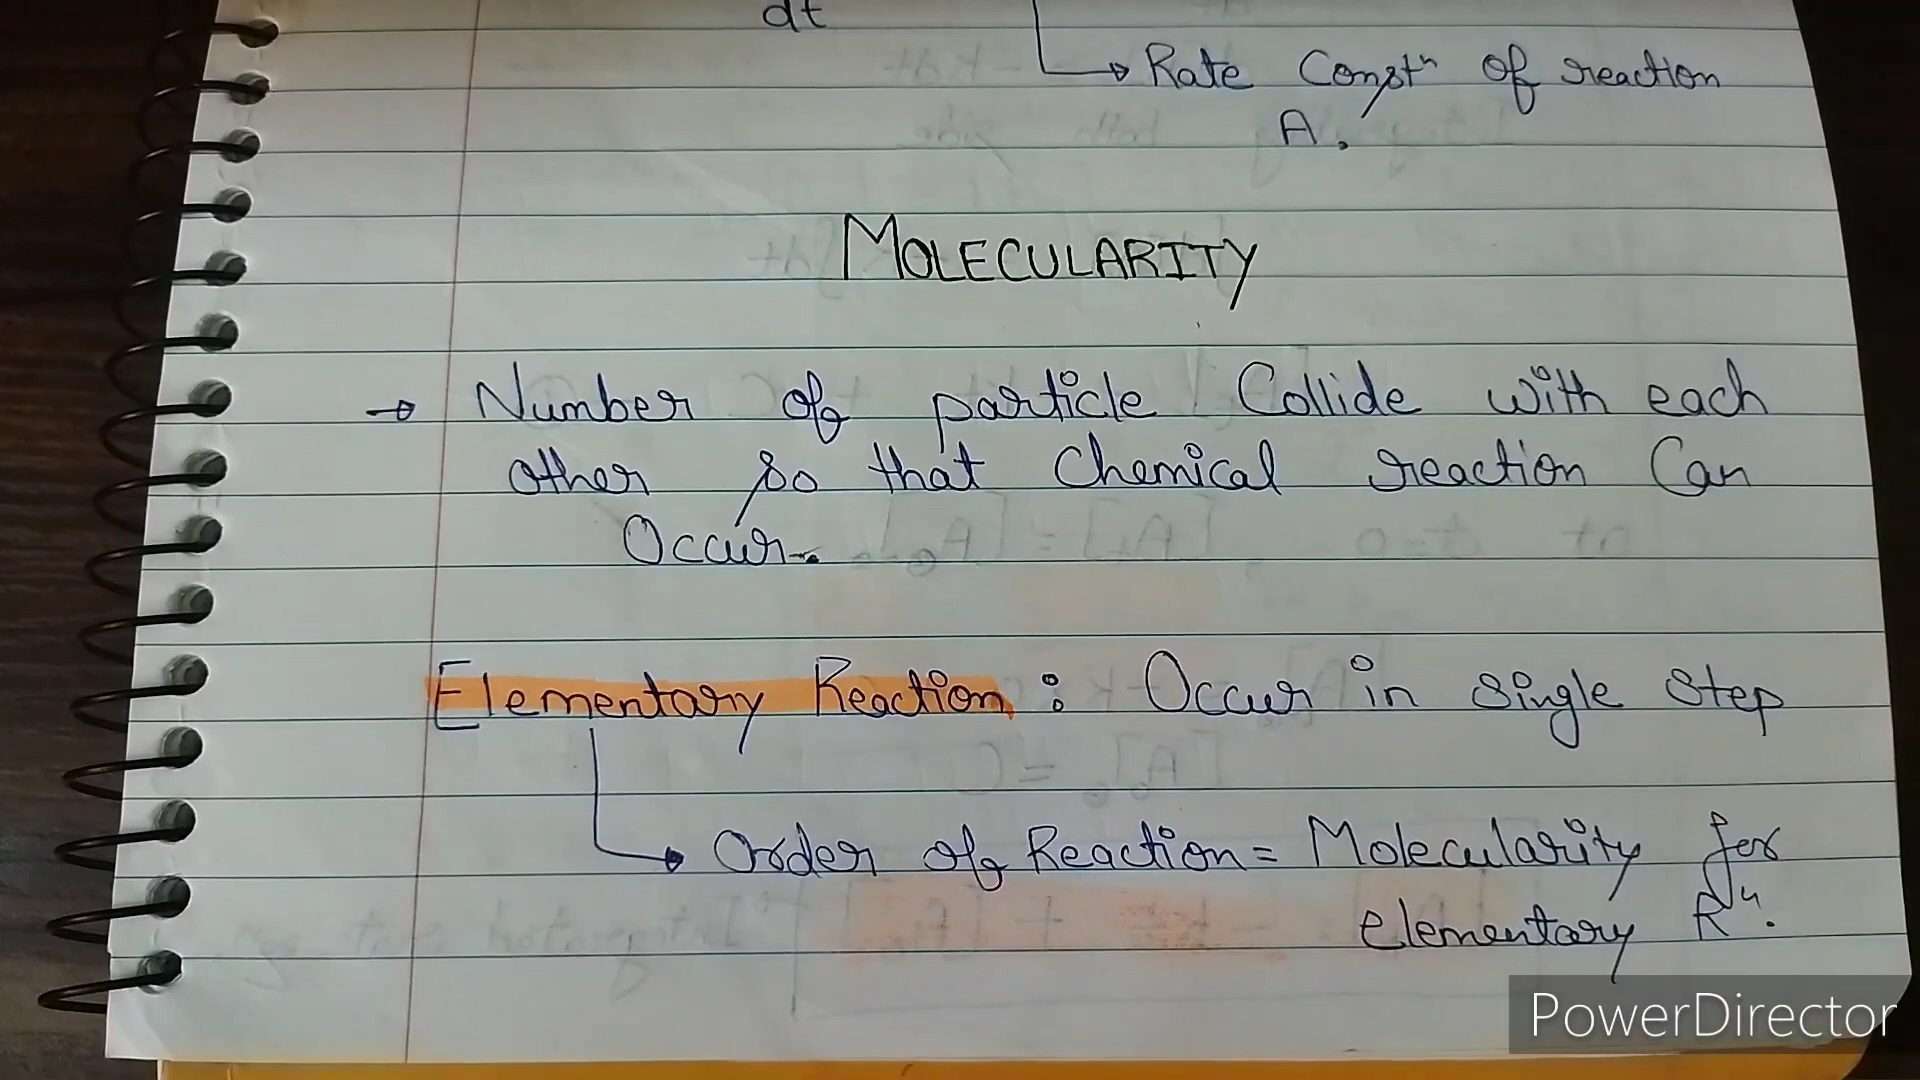 dt
Rate Constⁿ of reaction
A.
MOLECULARITY
→ Number of particle Collide with each
other so that Chemical reaction Can
Occur.
Elementary Reaction : Occur in single step
Order of Reaction = Molecularity for
elementary Rⁿ.
PowerDirector